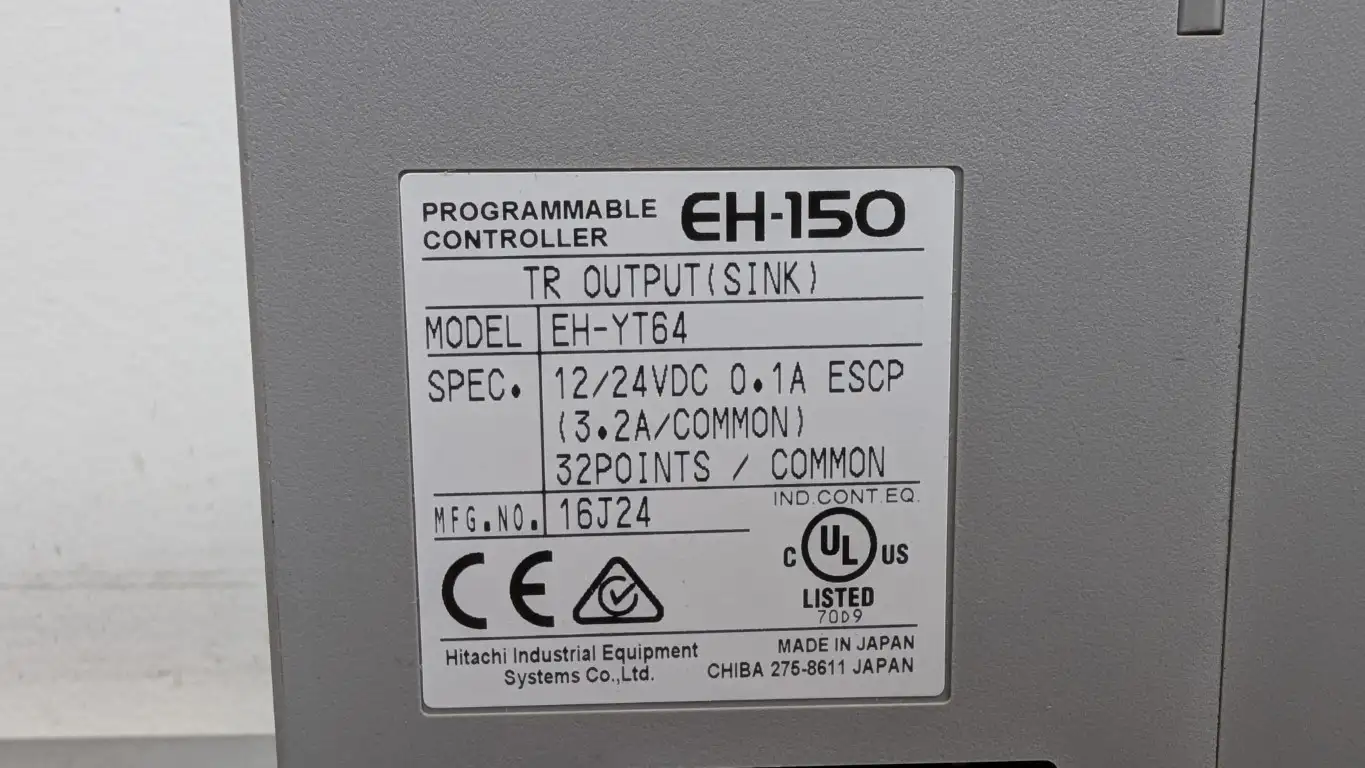 PROGRAMMABLE CONTROLLER EH-150
TR OUTPUT(SINK)
MODEL EH-YT64
SPEC. 12/24VDC 0.1A ESCP
(3.2A/COMMON)
32POINTS / COMMON
MFG.NO. 16J24
IND.CONT.EQ.
CE
C UL US
LISTED
70D9
Hitachi Industrial Equipment
Systems Co.,Ltd.
MADE IN JAPAN
CHIBA 275-8611 JAPAN